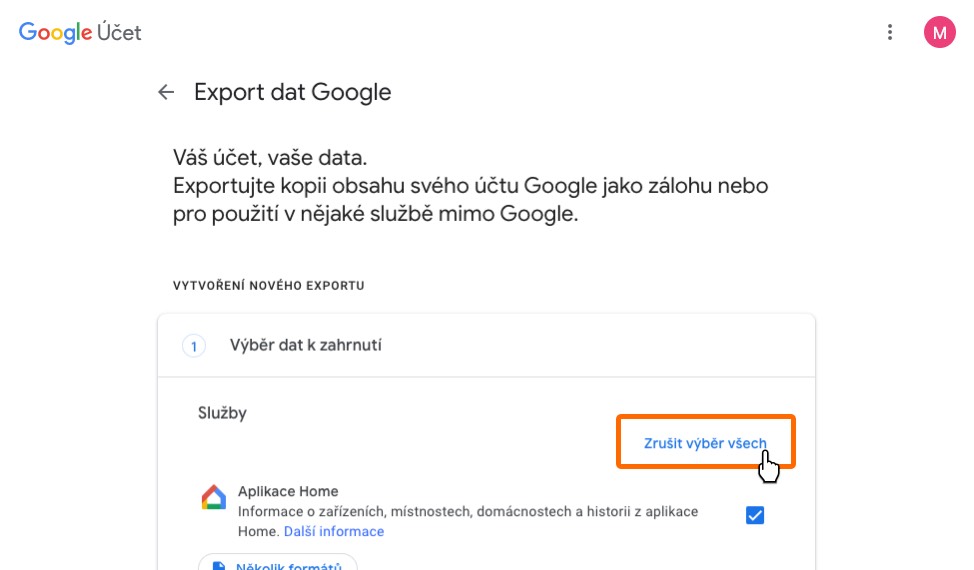 Google Účet
M
Export dat Google
Váš účet, vaše data.
Exportujte kopii obsahu svého účtu Google jako zálohu nebo
pro použití v nějaké službě mimo Google.
VYTVOŘENÍ NOVÉHO EXPORTU
1 Výběr dat k zahrnutí
Služby
Zrušit výběr všech
Aplikace Home
Informace o zařízeních, místnostech, domácnostech a historii z aplikace
Home. Další informace
Několik formátů